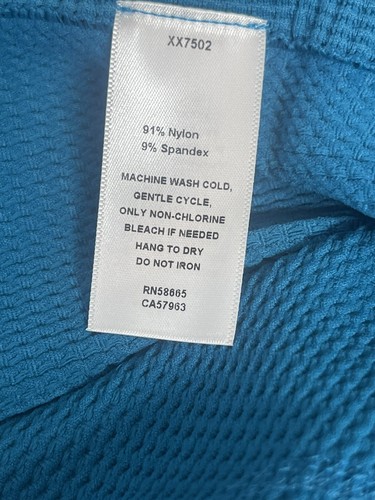 XX7502
91% Nylon
9% Spandex
MACHINE WASH COLD,
GENTLE CYCLE,
ONLY NON-CHLORINE
BLEACH IF NEEDED
HANG TO DRY
DO NOT IRON
RN58665
CA57963